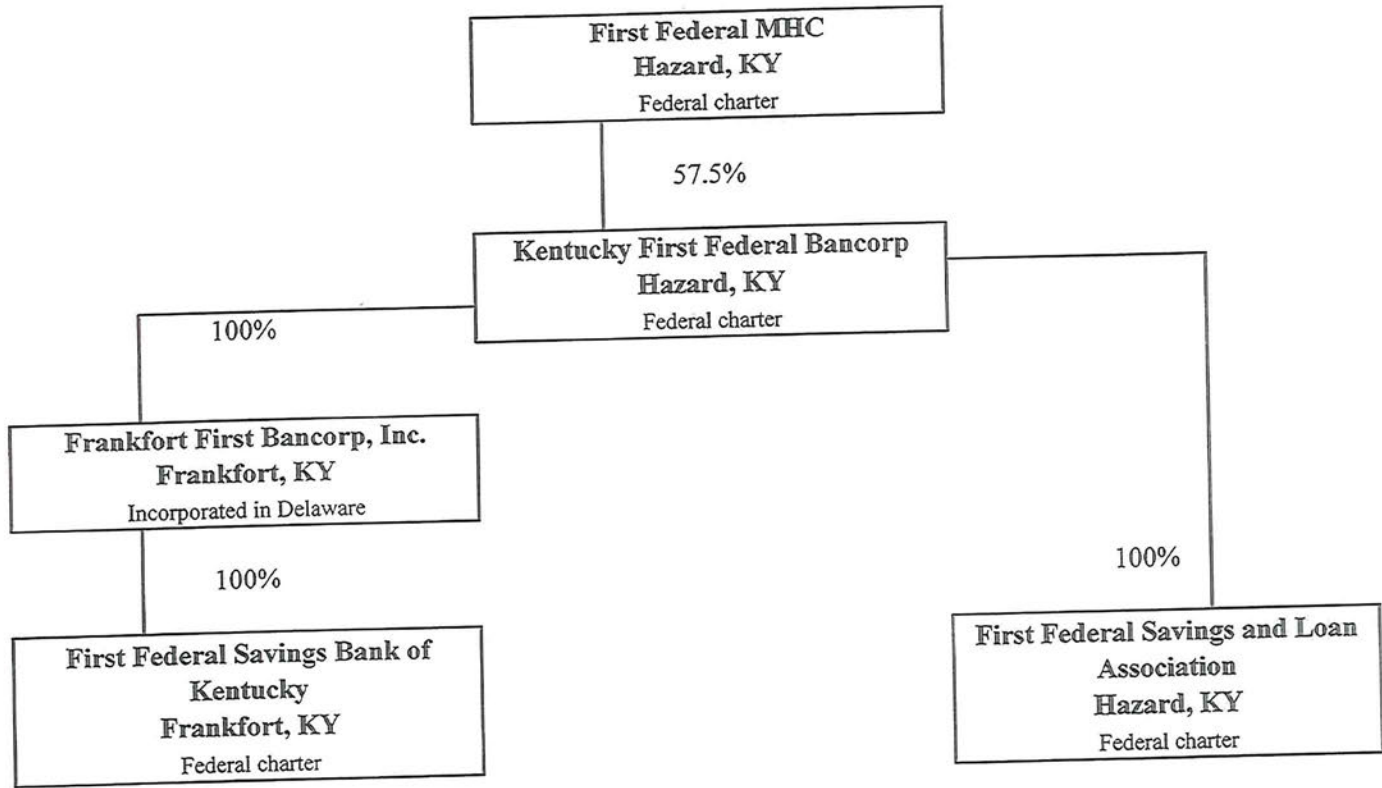 First Federal MHC
Hazard, KY
Federal charter
57.5%
Kentucky First Federal Bancorp
Hazard, KY
Federal charter
100%
Frankfort First Bancorp, Inc.
Frankfort, KY
Incorporated in Delaware
100%
First Federal Savings Bank of
Kentucky
Frankfort, KY
Federal charter
100%
First Federal Savings and Loan
Association
Hazard, KY
Federal charter